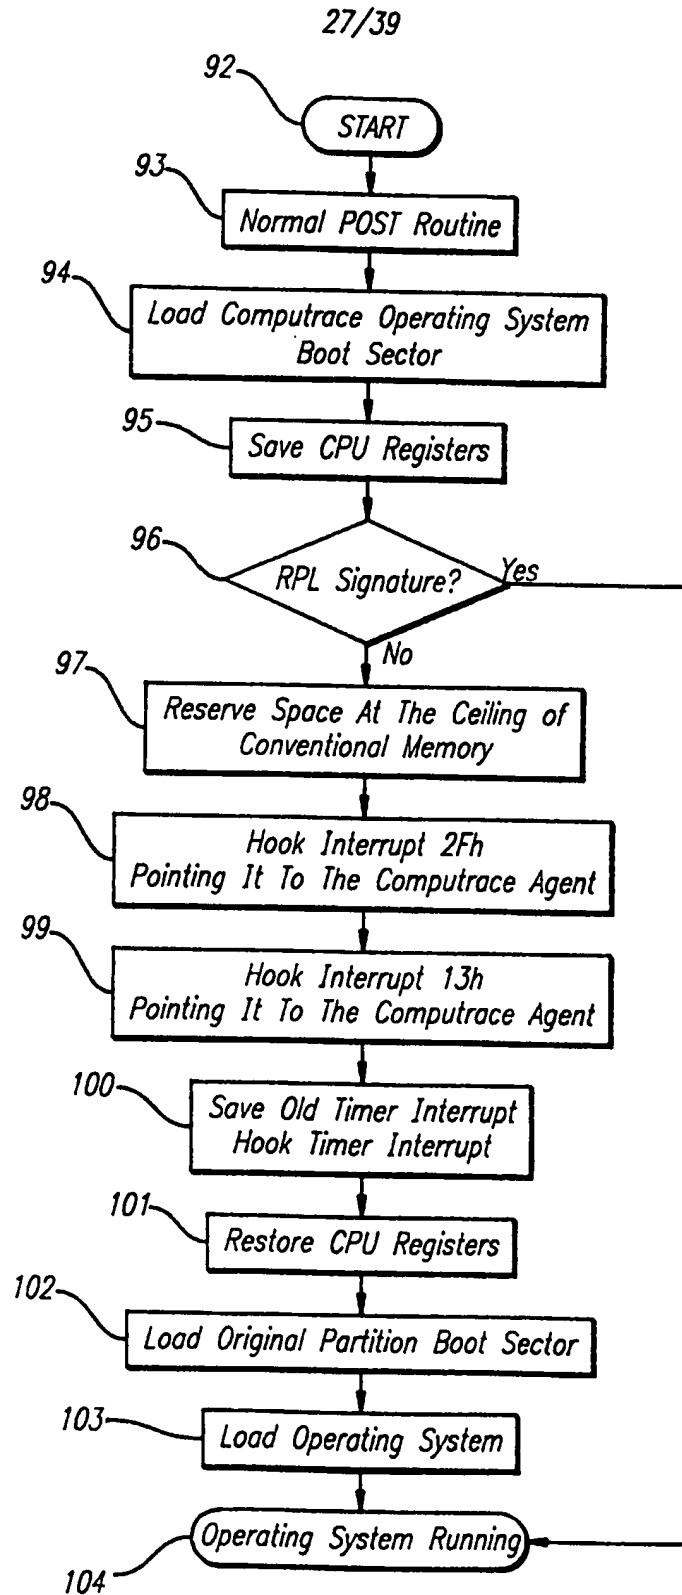 27/39
92
START
93
Normal POST Routine
94
Load Computrace Operating System
Boot Sector
95
Save CPU Registers
96
RPL Signature?
Yes
No
97
Reserve Space At The Ceiling of
Conventional Memory
98
Hook Interrupt 2Fh
Pointing It To The Computrace Agent
99
Hook Interrupt 13h
Pointing It To The Computrace Agent
100
Save Old Timer Interrupt
Hook Timer Interrupt
101
Restore CPU Registers
102
Load Original Partition Boot Sector
103
Load Operating System
Operating System Running
104